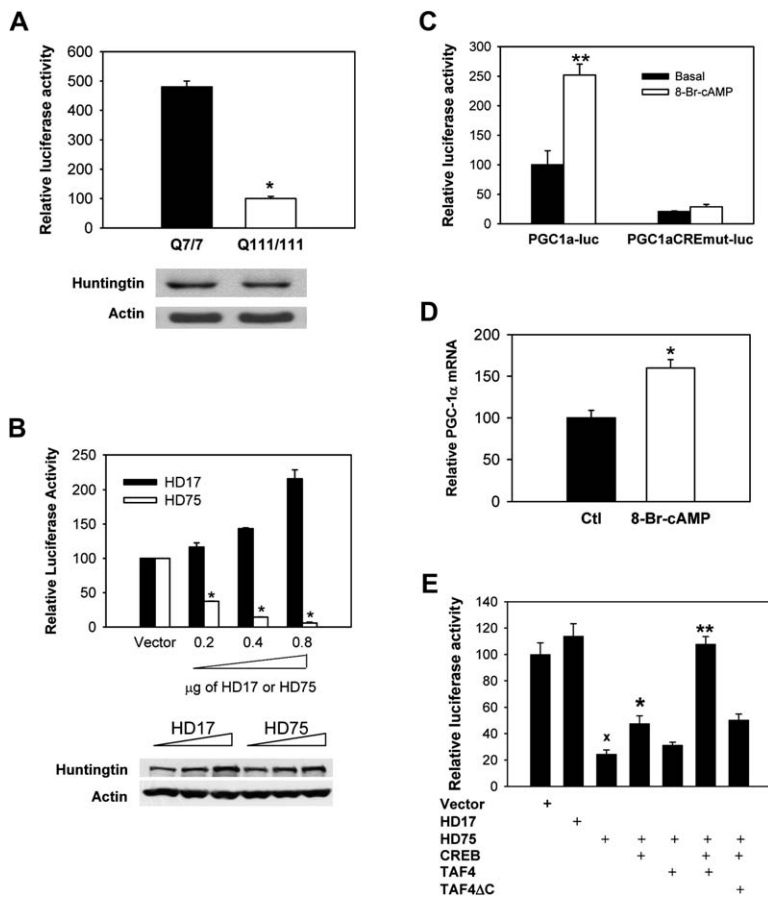 A
Relative luciferase activity
600
500
400
300
200
100
0
*
Q7/7 Q111/111
Huntingtin
Actin
B
Relative Luciferase Activity
250
200
150
100
50
0
HD17
HD75
* * *
Vector 0.2 0.4 0.8
µg of HD17 or HD75
HD17 HD75
Huntingtin
Actin
C
Relative luciferase activity
300
250
200
150
100
50
0
**
Basal
8-Br-cAMP
PGC1a-luc PGC1aCREmut-luc
D
Relative PGC-1α mRNA
200
150
100
50
0
*
Ctl 8-Br-cAMP
E
Relative luciferase activity
140
120
100
80
60
40
20
0
x * **
Vector +
HD17 +
HD75 + + + + +
CREB + + +
TAF4 + +
TAF4ΔC +